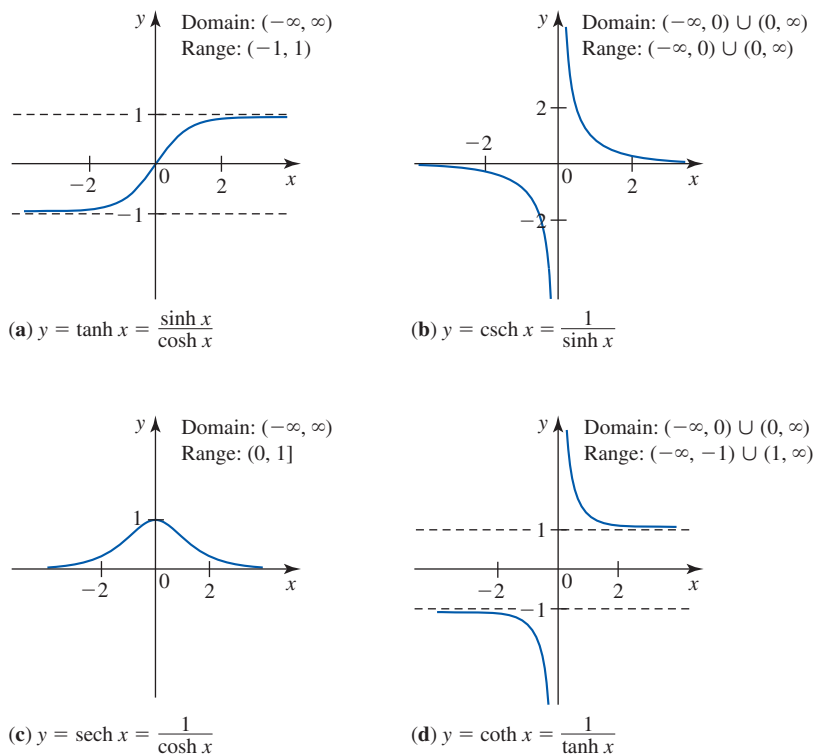 y
Domain: (−∞, ∞)
Range: (−1, 1)
1
−2
0
2
x
−1
(a) y = tanh x = sinh x / cosh x
y
Domain: (−∞, 0) ∪ (0, ∞)
Range: (−∞, 0) ∪ (0, ∞)
2
−2
0
2
x
−2
(b) y = csch x = 1 / sinh x
y
Domain: (−∞, ∞)
Range: (0, 1]
1
−2
0
2
x
(c) y = sech x = 1 / cosh x
y
Domain: (−∞, 0) ∪ (0, ∞)
Range: (−∞, −1) ∪ (1, ∞)
1
−2
0
2
x
−1
(d) y = coth x = 1 / tanh x